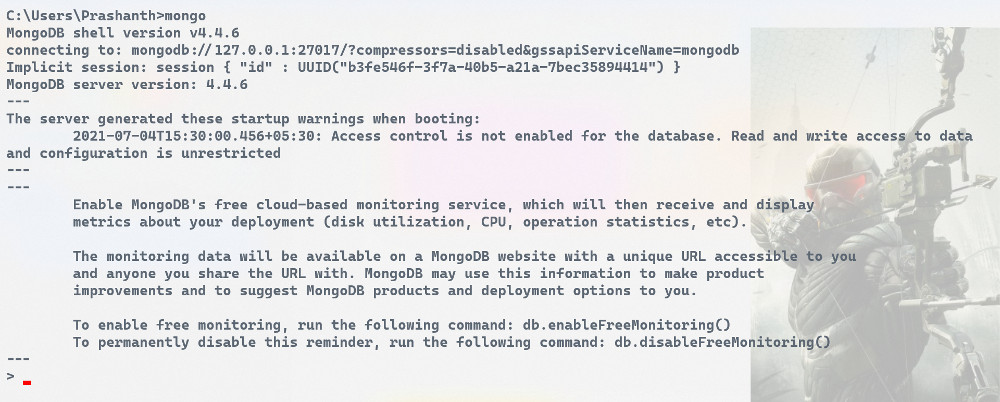 C:\Users\Prashanth>mongo
MongoDB shell version v4.4.6
connecting to: mongodb://127.0.0.1:27017/?compressors=disabled&gssapiServiceName=mongodb
Implicit session: session { "id" : UUID("b3fe546f-3f7a-40b5-a21a-7bec35894414") }
MongoDB server version: 4.4.6
---
The server generated these startup warnings when booting:
        2021-07-04T15:30:00.456+05:30: Access control is not enabled for the database. Read and write access to data
and configuration is unrestricted
---
---
        Enable MongoDB's free cloud-based monitoring service, which will then receive and display
        metrics about your deployment (disk utilization, CPU, operation statistics, etc).

        The monitoring data will be available on a MongoDB website with a unique URL accessible to you
        and anyone you share the URL with. MongoDB may use this information to make product
        improvements and to suggest MongoDB products and deployment options to you.

        To enable free monitoring, run the following command: db.enableFreeMonitoring()
        To permanently disable this reminder, run the following command: db.disableFreeMonitoring()
---
>